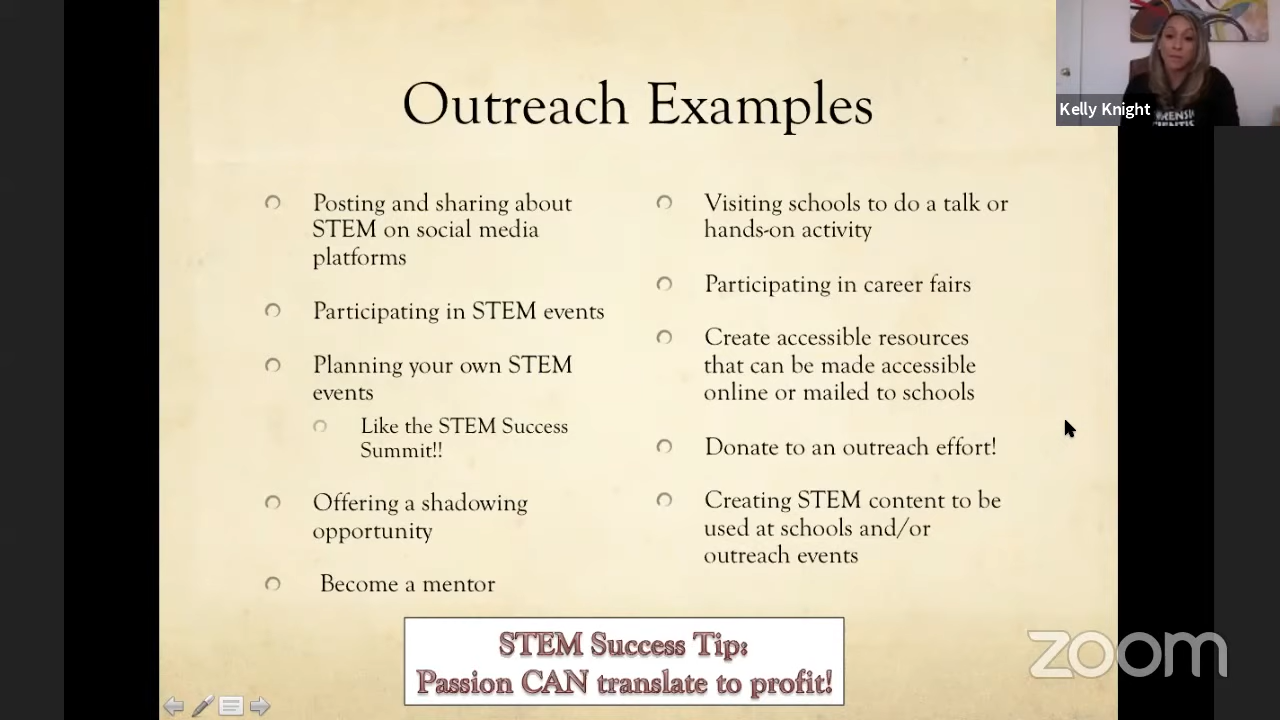 Outreach Examples
Posting and sharing about
STEM on social media
platforms
Participating in STEM events
Planning your own STEM
events
Like the STEM Success
Summit!!
Offering a shadowing
opportunity
Become a mentor
Visiting schools to do a talk or
hands-on activity
Participating in career fairs
Create accessible resources
that can be made accessible
online or mailed to schools
Donate to an outreach effort!
Creating STEM content to be
used at schools and/or
outreach events
STEM Success Tip:
Passion CAN translate to profit!
Kelly Knight
zoom